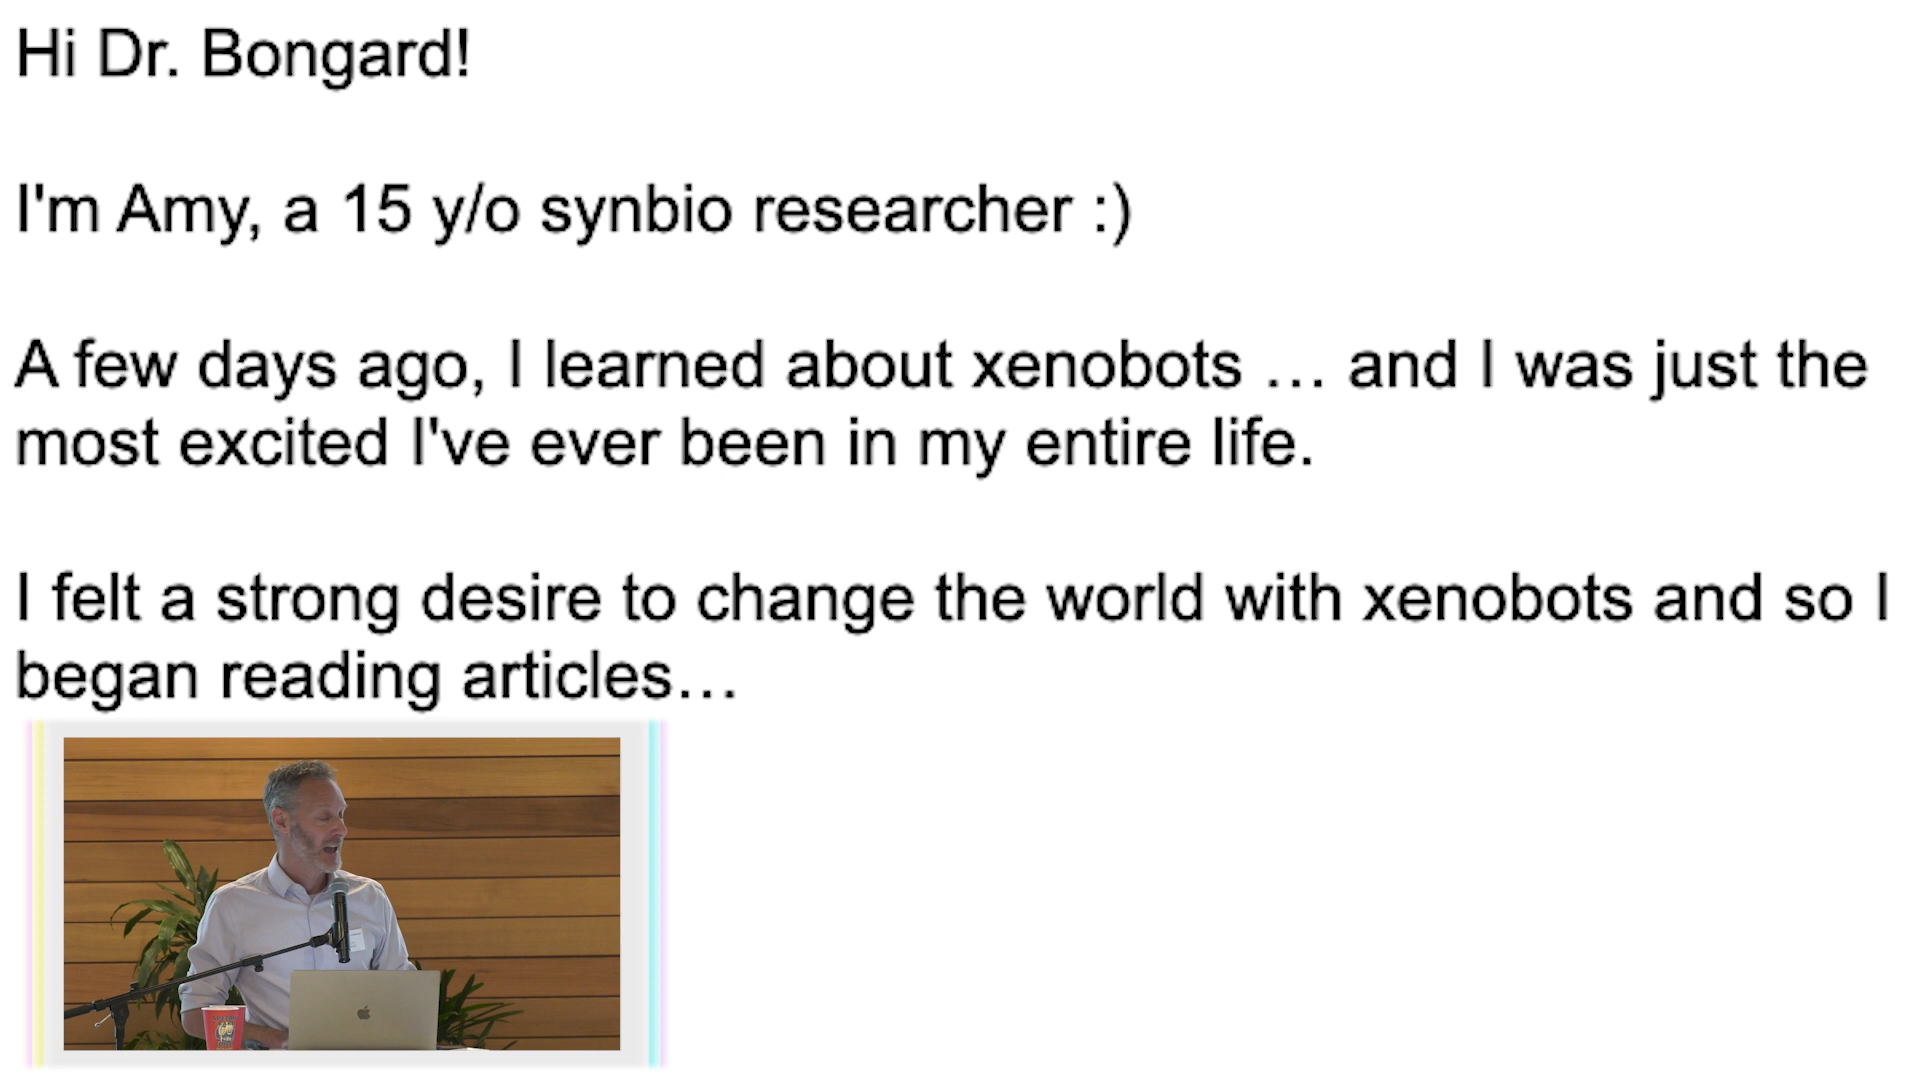 Hi Dr. Bongard!
I'm Amy, a 15 y/o synbio researcher :)
A few days ago, I learned about xenobots … and I was just the
most excited I've ever been in my entire life.
I felt a strong desire to change the world with xenobots and so I
began reading articles…